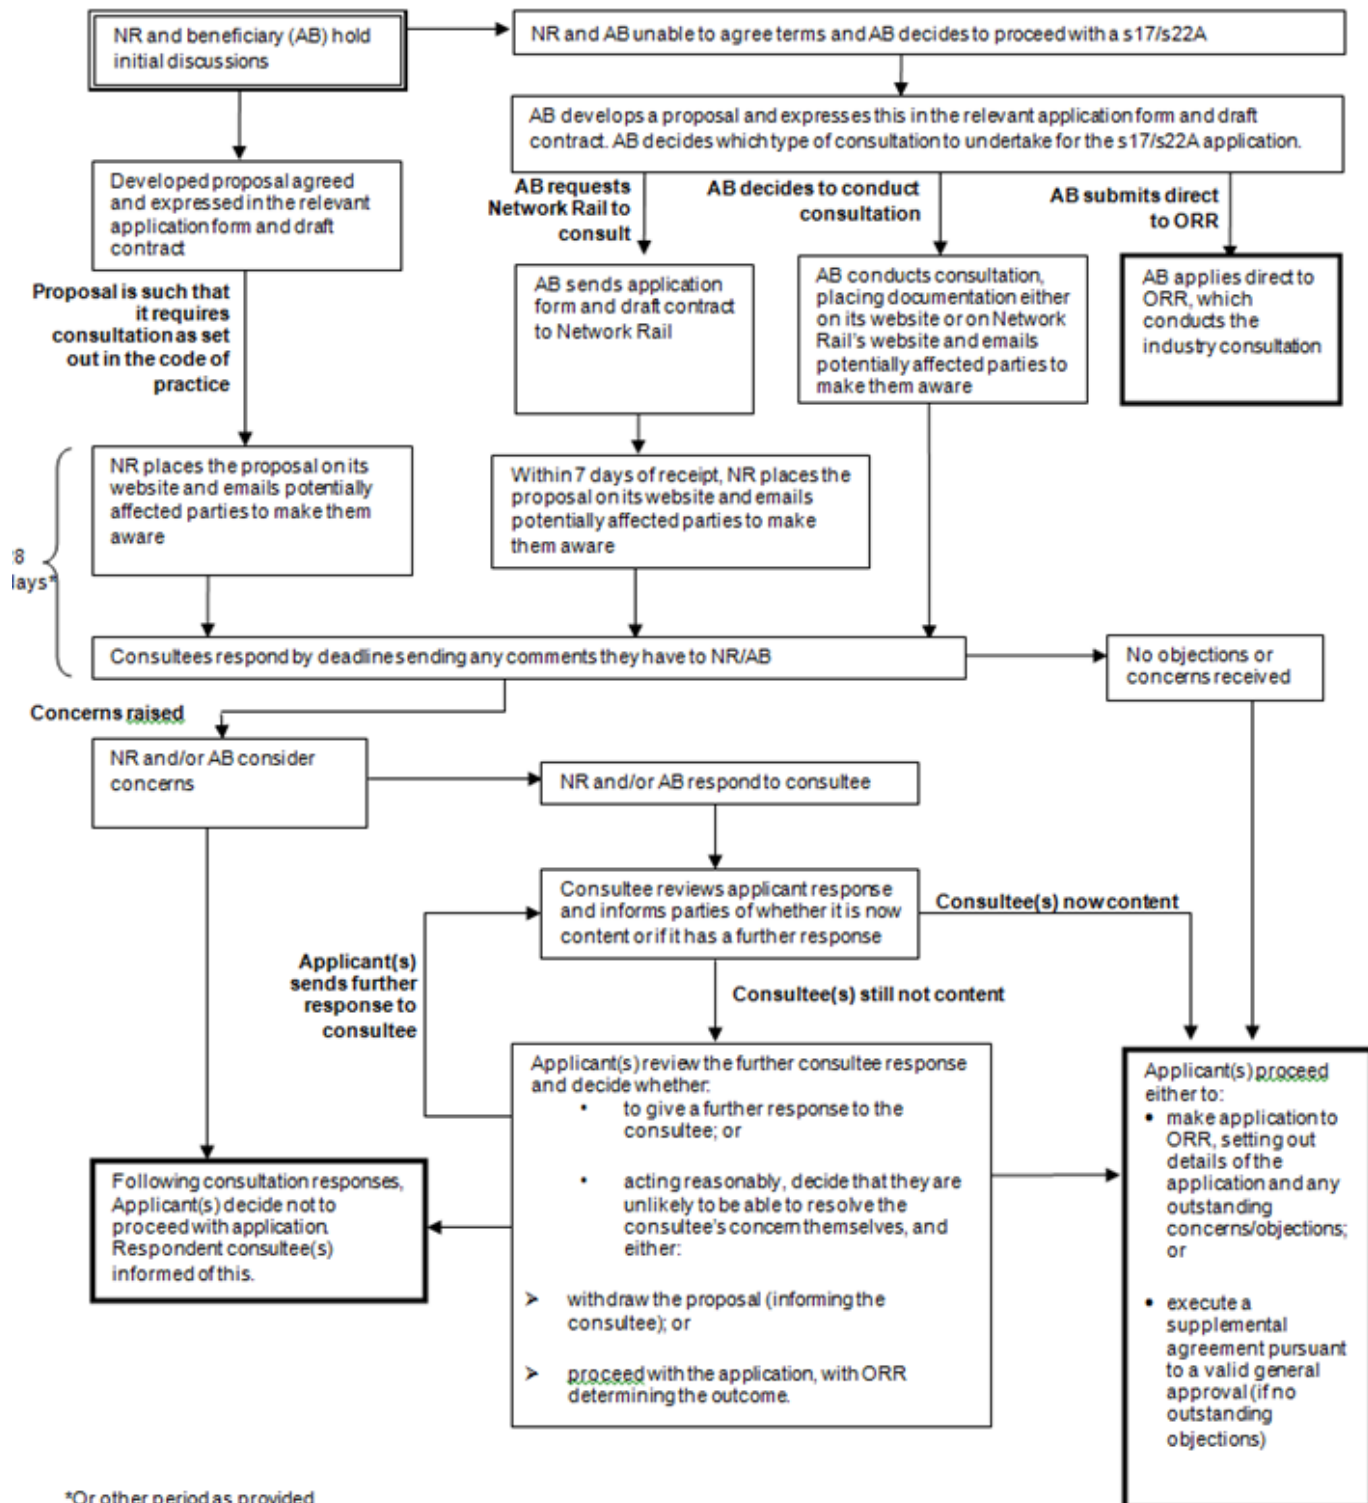 NR and beneficiary (AB) hold
initial discussions
NR and AB unable to agree terms and AB decides to proceed with a s17/s22A
AB develops a proposal and expresses this in the relevant application form and draft
contract. AB decides which type of consultation to undertake for the s17/s22A application.
Developed proposal agreed
and expressed in the relevant
application form and draft
contract
AB requests
Network Rail to
consult
AB decides to conduct
consultation
AB submits direct
to ORR
Proposal is such that
it requires
consultation as set
out in the code of
practice
AB sends application
form and draft contract
to Network Rail
AB conducts consultation,
placing documentation either
on its website or on Network
Rail's website and emails
potentially affected parties to
make them aware
AB applies direct to
ORR, which
conducts the
industry consultation
NR places the proposal on its
website and emails potentially
affected parties to make them
aware
Within 7 days of receipt, NR places the
proposal on its website and emails
potentially affected parties to make
them aware
8
lays*
Consultees respond by deadline sending any comments they have to NR/AB
No objections or
concerns received
Concerns raised
NR and/or AB consider
concerns
NR and/or AB respond to consultee
Consultee reviews applicant response
and informs parties of whether it is now
content or if it has a further response
Consultee(s) now content
Applicant(s)
sends further
response to
consultee
Consultee(s) still not content
Applicant(s) review the further consultee response
and decide whether:
• to give a further response to the
consultee; or
• acting reasonably, decide that they are
unlikely to be able to resolve the
consultee's concern themselves, and
either:
➢ withdraw the proposal (informing the
consultee); or
➢ proceed with the application, with ORR
determining the outcome.
Following consultation responses,
Applicant(s) decide not to
proceed with application.
Respondent consultee(s)
informed of this.
Applicant(s) proceed
either to:
• make application to
ORR, setting out
details of the
application and any
outstanding
concerns/objections;
or
• execute a
supplemental
agreement pursuant
to a valid general
approval (if no
outstanding
objections)
*Or other period as provided